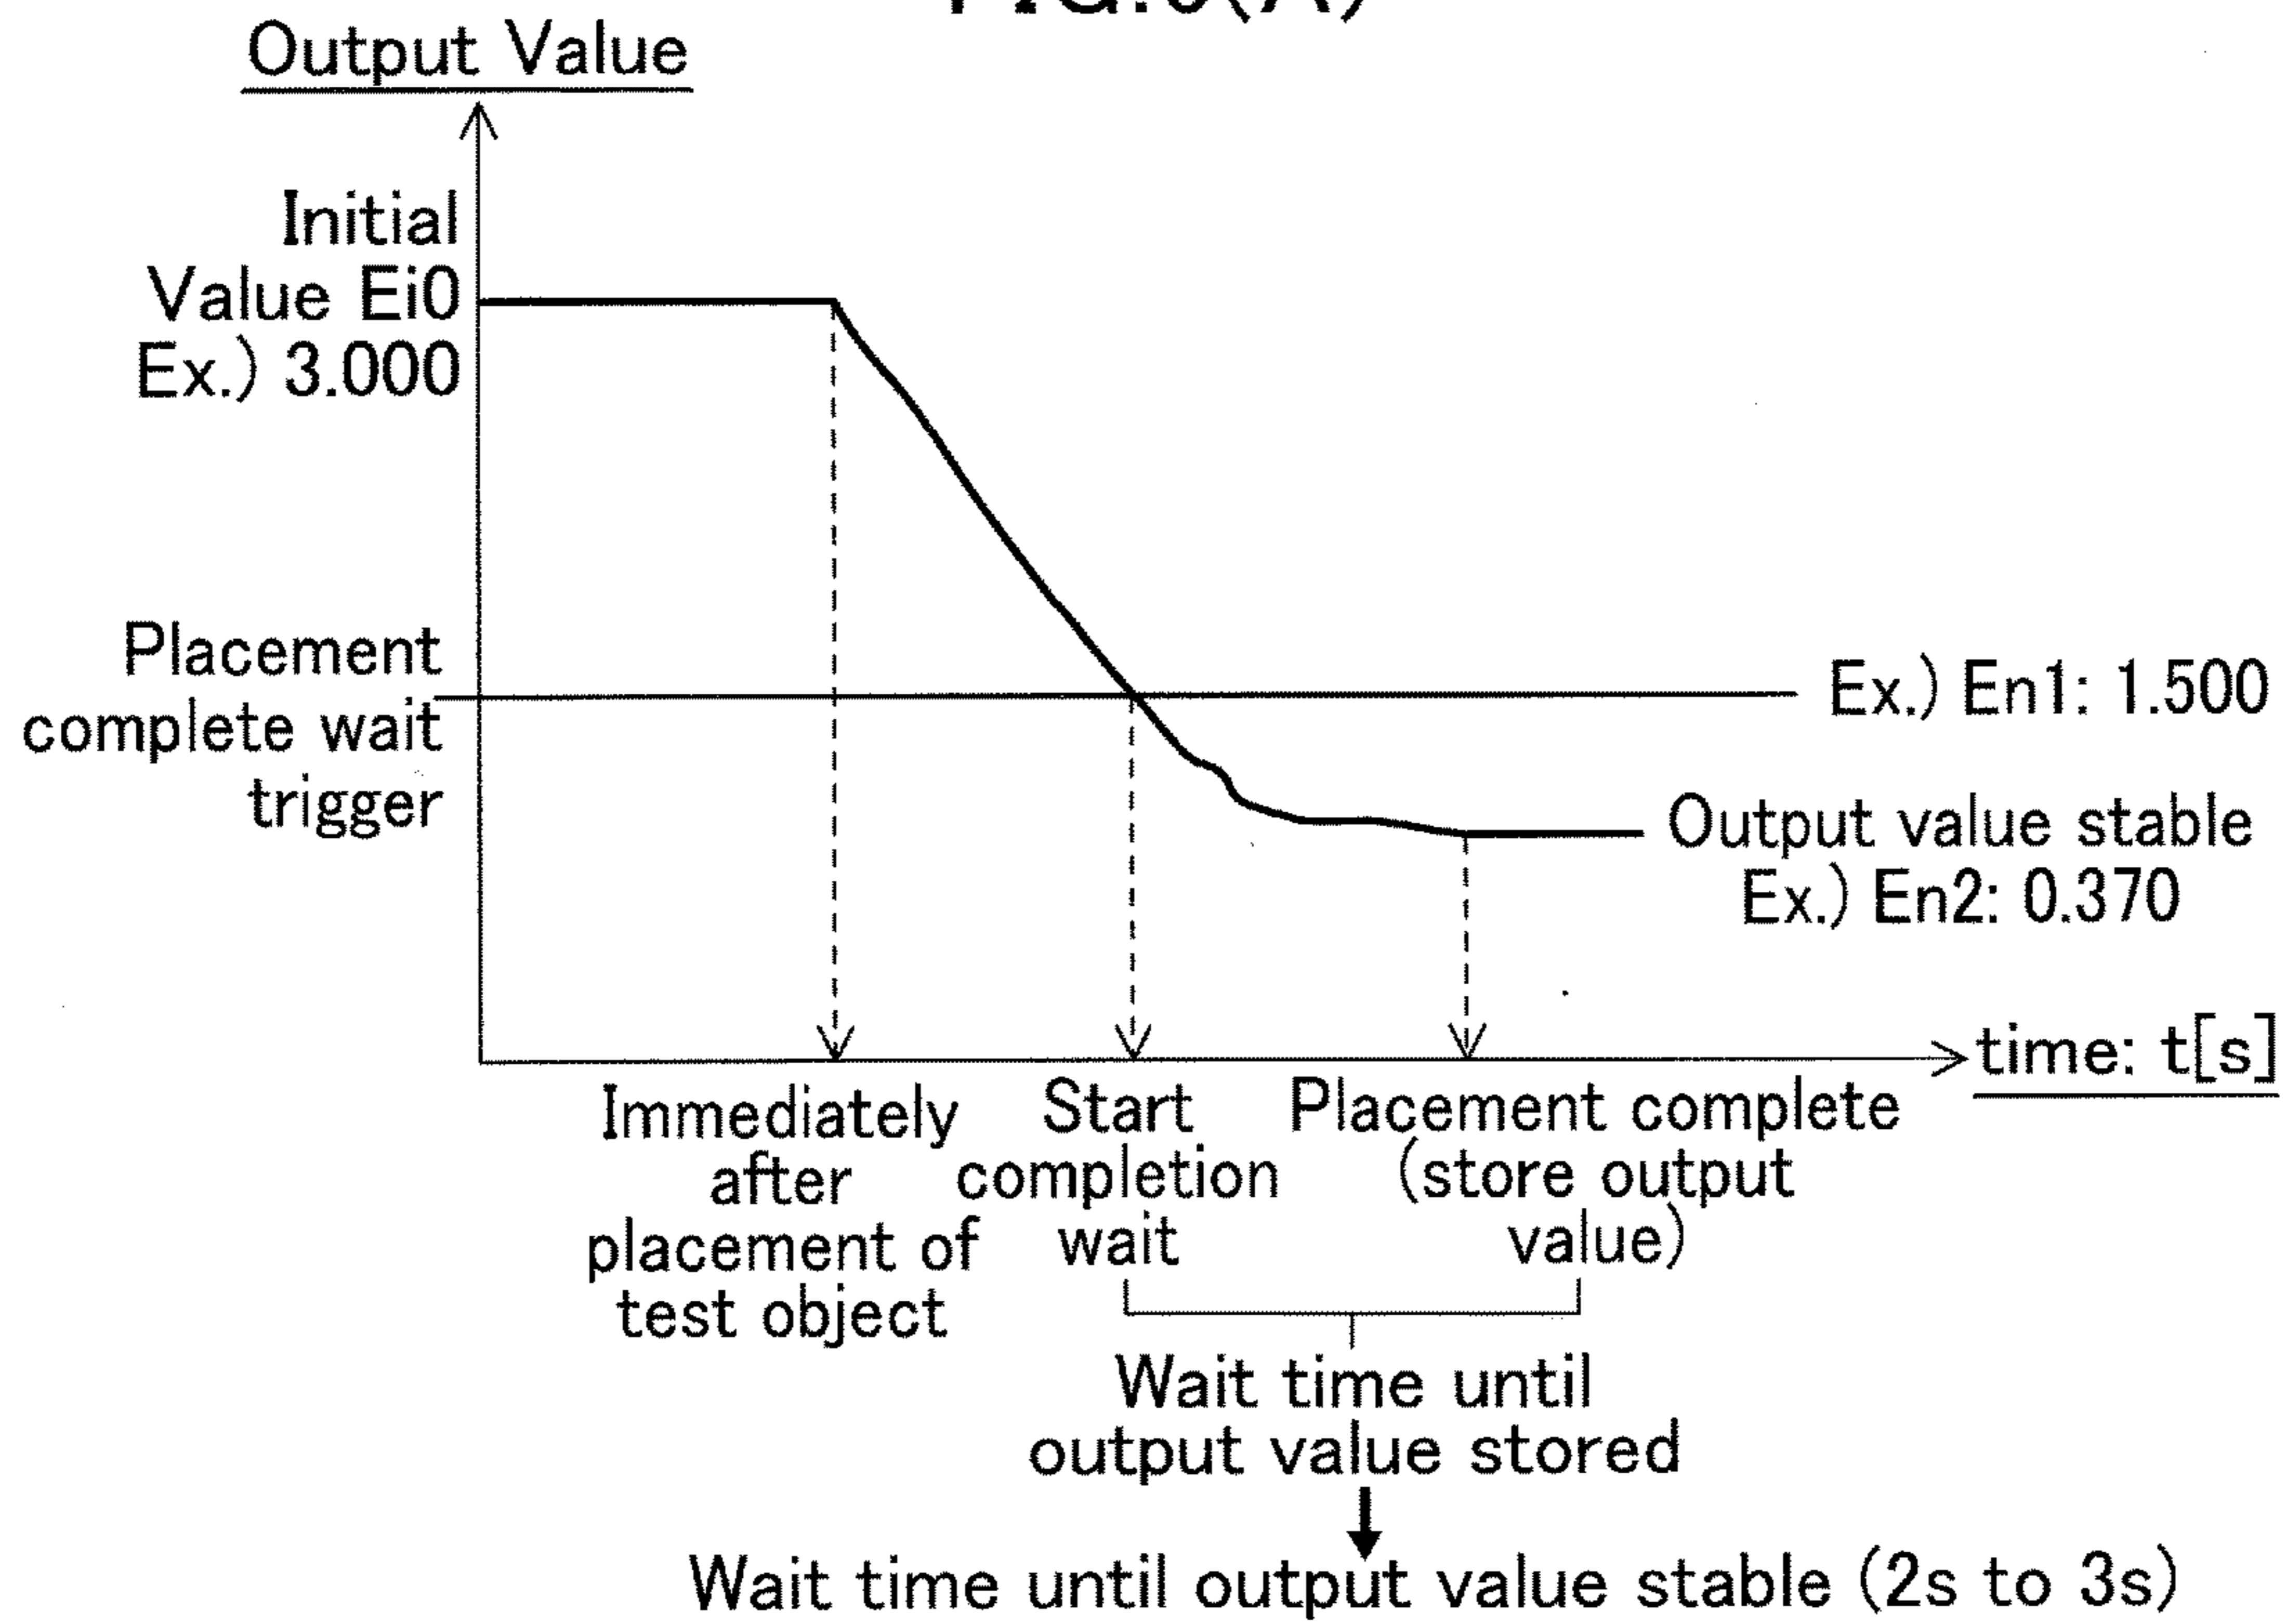 Output Value
Initial
Value Ei0
Ex.) 3.000
Placement
complete wait
trigger
Ex.) En1: 1.500
Output value stable
Ex.) En2: 0.370
time: t[s]
Immediately
after
placement of
test object
Start
completion
wait
Placement complete
(store output
value)
Wait time until
output value stored
Wait time until output value stable (2s to 3s)